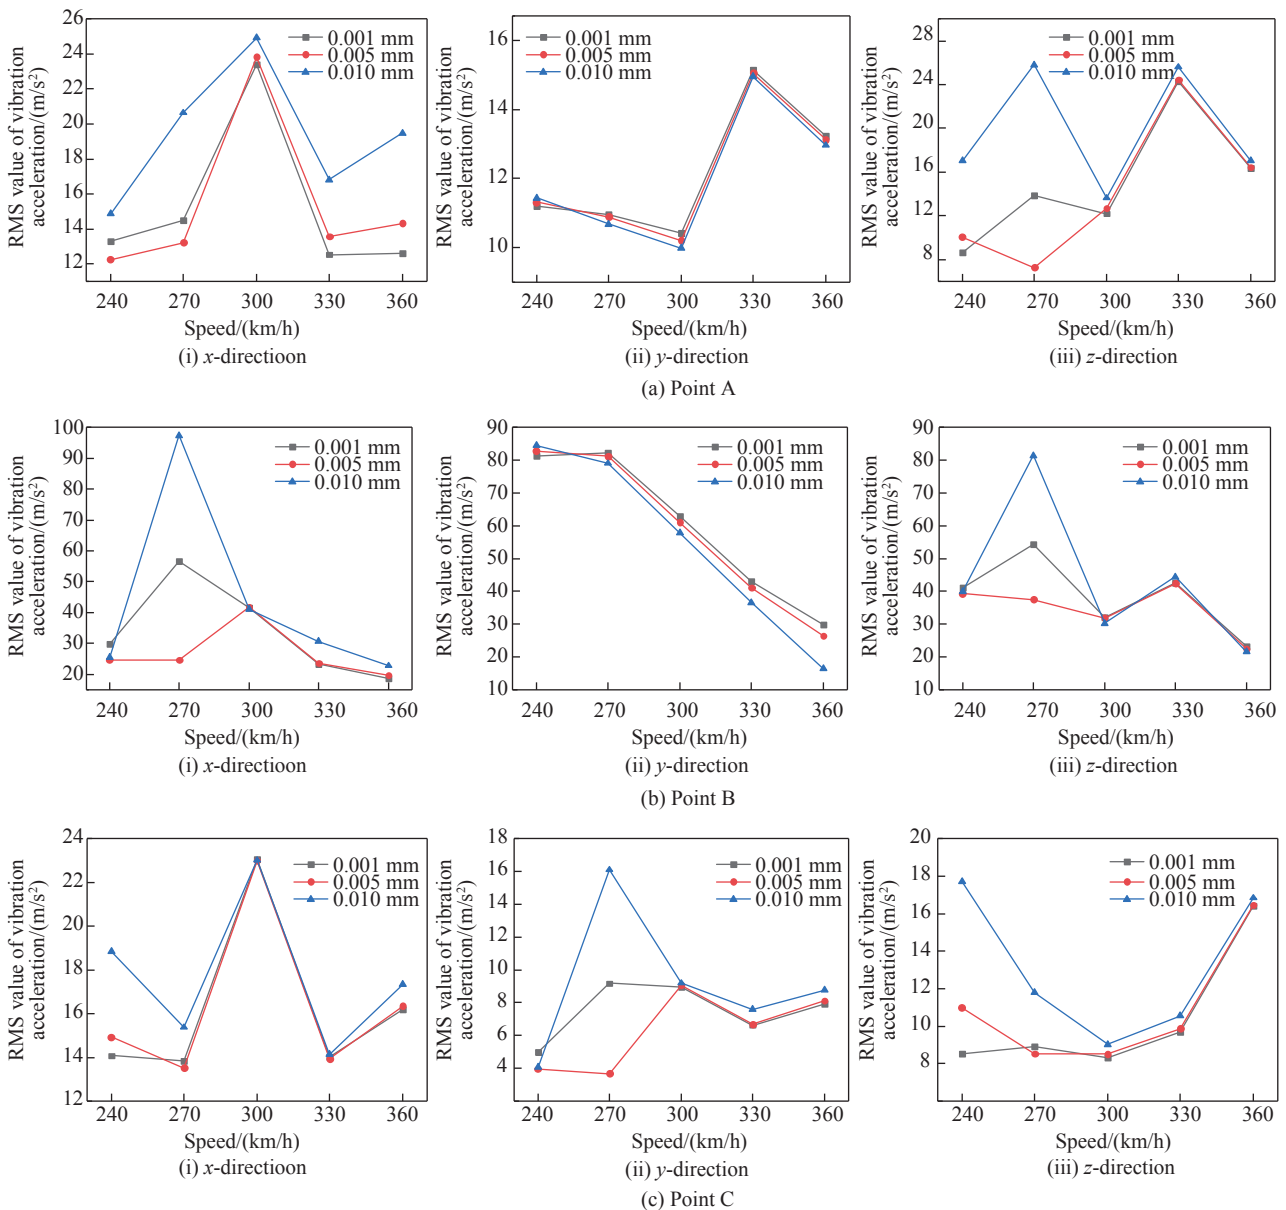 RMS value of vibration
acceleration/(m/s²)
26
24
22
20
18
16
14
12
0.001 mm
0.005 mm
0.010 mm
240 270 300 330 360
Speed/(km/h)
(i) x-directioon
RMS value of vibration
acceleration/(m/s²)
16
14
12
10
0.001 mm
0.005 mm
0.010 mm
240 270 300 330 360
Speed/(km/h)
(ii) y-direction
RMS value of vibration
acceleration/(m/s²)
28
24
20
16
12
8
0.001 mm
0.005 mm
0.010 mm
240 270 300 330 360
Speed/(km/h)
(iii) z-direction
(a) Point A
RMS value of vibration
acceleration/(m/s²)
100
90
80
70
60
50
40
30
20
0.001 mm
0.005 mm
0.010 mm
240 270 300 330 360
Speed/(km/h)
(i) x-directioon
RMS value of vibration
acceleration/(m/s²)
90
80
70
60
50
40
30
20
10
0.001 mm
0.005 mm
0.010 mm
240 270 300 330 360
Speed/(km/h)
(ii) y-direction
RMS value of vibration
acceleration/(m/s²)
90
80
70
60
50
40
30
20
10
0.001 mm
0.005 mm
0.010 mm
240 270 300 330 360
Speed/(km/h)
(iii) z-direction
(b) Point B
RMS value of vibration
acceleration/(m/s²)
24
22
20
18
16
14
12
0.001 mm
0.005 mm
0.010 mm
240 270 300 330 360
Speed/(km/h)
(i) x-directioon
RMS value of vibration
acceleration/(m/s²)
18
16
14
12
10
8
6
4
0.001 mm
0.005 mm
0.010 mm
240 270 300 330 360
Speed/(km/h)
(ii) y-direction
RMS value of vibration
acceleration/(m/s²)
20
18
16
14
12
10
8
0.001 mm
0.005 mm
0.010 mm
240 270 300 330 360
Speed/(km/h)
(iii) z-direction
(c) Point C